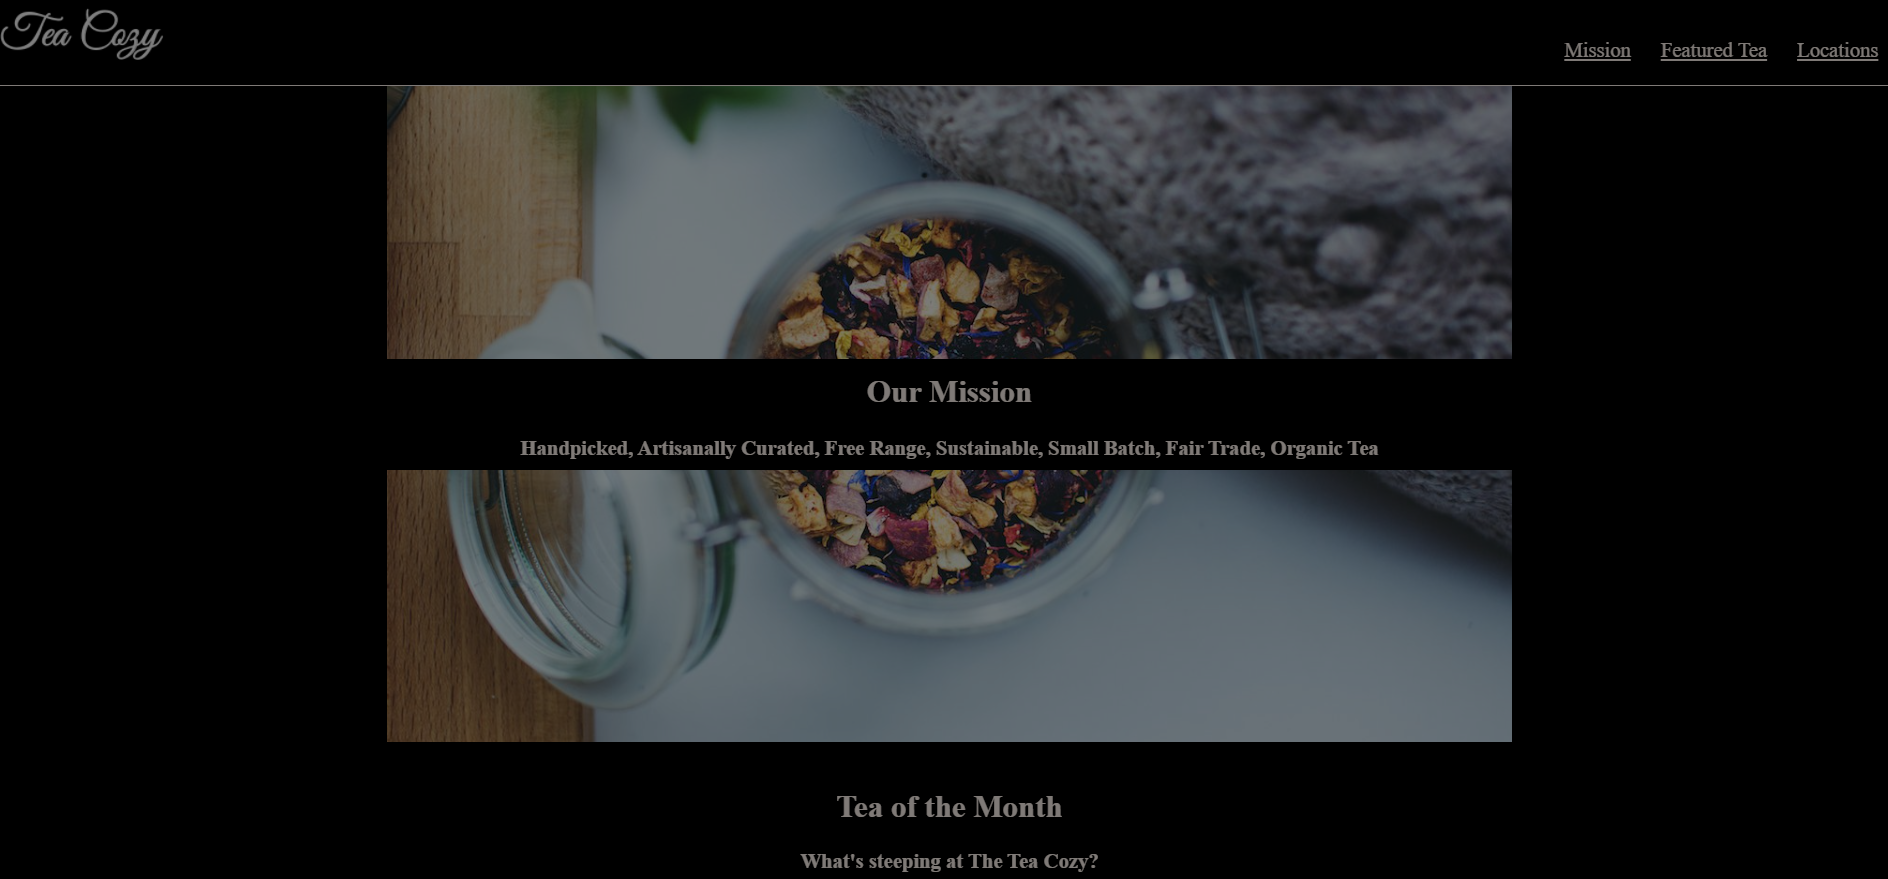 Tea Cozy
Mission Featured Tea Locations
Our Mission
Handpicked, Artisanally Curated, Free Range, Sustainable, Small Batch, Fair Trade, Organic Tea
Tea of the Month
What's steeping at The Tea Cozy?